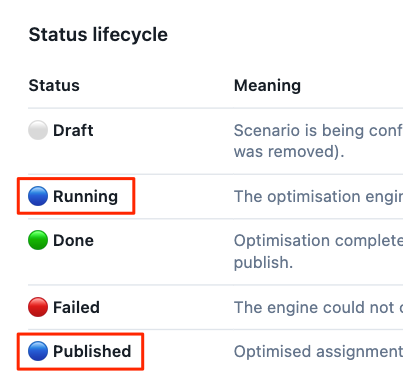 Status lifecycle
Status Meaning
Draft Scenario is being conf
was removed).
Running The optimisation engin
Done Optimisation complete
publish.
Failed The engine could not
Published Optimised assignment